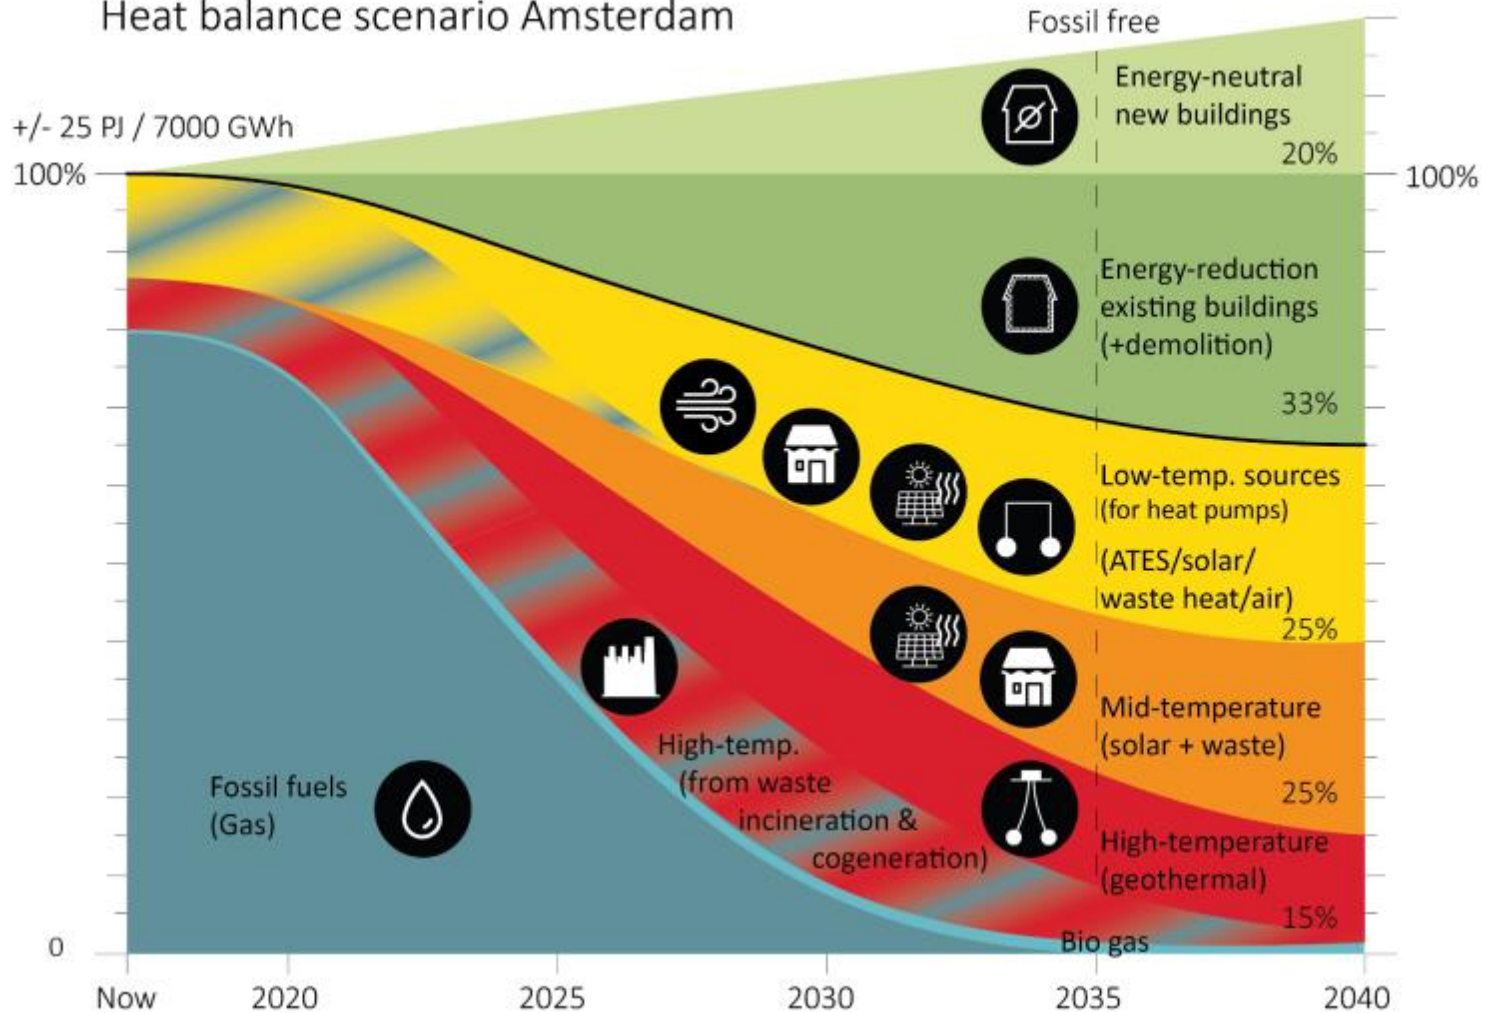 Heat balance scenario Amsterdam
Fossil free
+/- 25 PJ / 7000 GWh
100%
Energy-neutral
new buildings
20%
100%
Energy-reduction
existing buildings
(+demolition)
33%
Low-temp. sources
(for heat pumps)
(ATES/solar/
waste heat/air)
25%
Mid-temperature
(solar + waste)
25%
High-temperature
(geothermal)
15%
High-temp.
(from waste
incineration &
cogeneration)
Fossil fuels
(Gas)
Bio gas
0
Now 2020 2025 2030 2035 2040